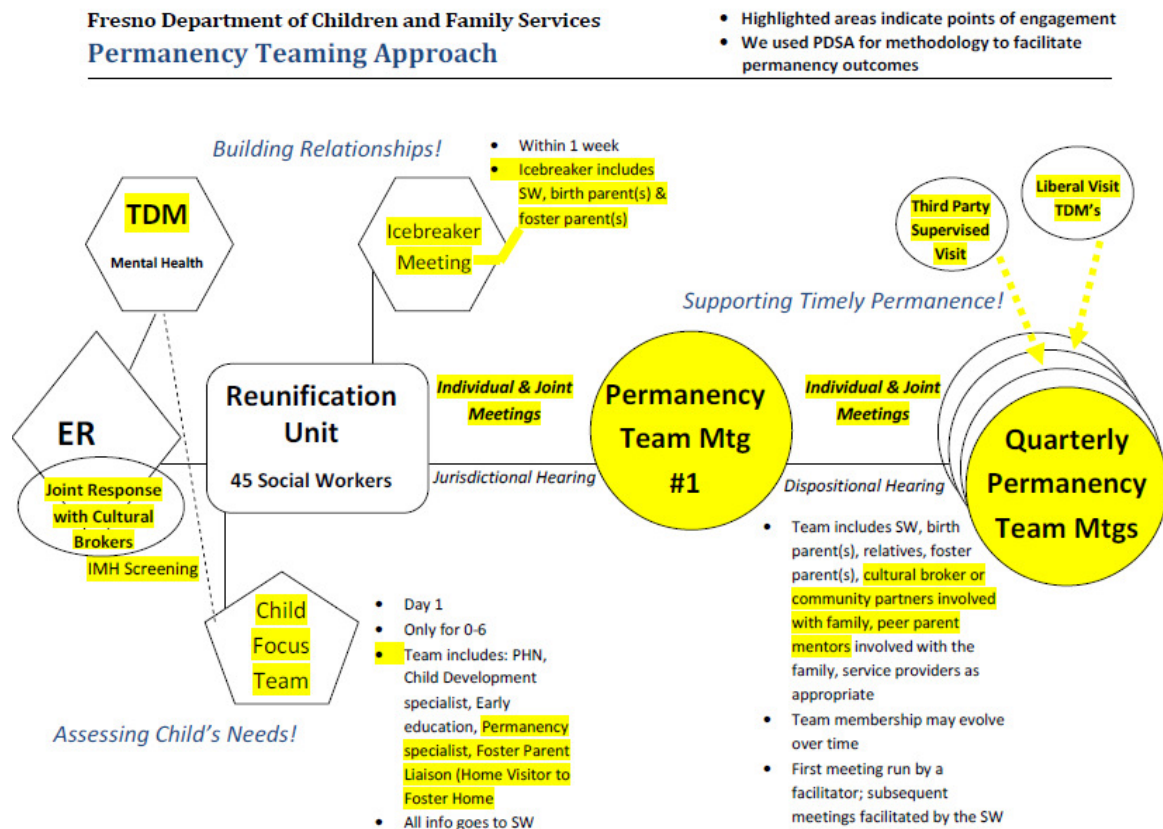 Fresno Department of Children and Family Services
Permanency Teaming Approach
• Highlighted areas indicate points of engagement
• We used PDSA for methodology to facilitate
permanency outcomes
Building Relationships!
• Within 1 week
• Icebreaker includes
SW, birth parent(s) &
foster parent(s)
TDM
Mental Health
Icebreaker
Meeting
Third Party
Supervised
Visit
Liberal Visit
TDM's
Supporting Timely Permanence!
ER
Joint Response
with Cultural
Brokers
IMH Screening
Reunification
Unit
45 Social Workers
Individual & Joint
Meetings
Jurisdictional Hearing
Permanency
Team Mtg
#1
Individual & Joint
Meetings
Dispositional Hearing
Quarterly
Permanency
Team Mtgs
Child
Focus
Team
Assessing Child's Needs!
• Day 1
• Only for 0-6
• Team includes: PHN,
Child Development
specialist, Early
education, Permanency
specialist, Foster Parent
Liaison (Home Visitor to
Foster Home
• All info goes to SW
• Team includes SW, birth
parent(s), relatives, foster
parent(s), cultural broker or
community partners involved
with family, peer parent
mentors involved with the
family, service providers as
appropriate
• Team membership may evolve
over time
• First meeting run by a
facilitator; subsequent
meetings facilitated by the SW